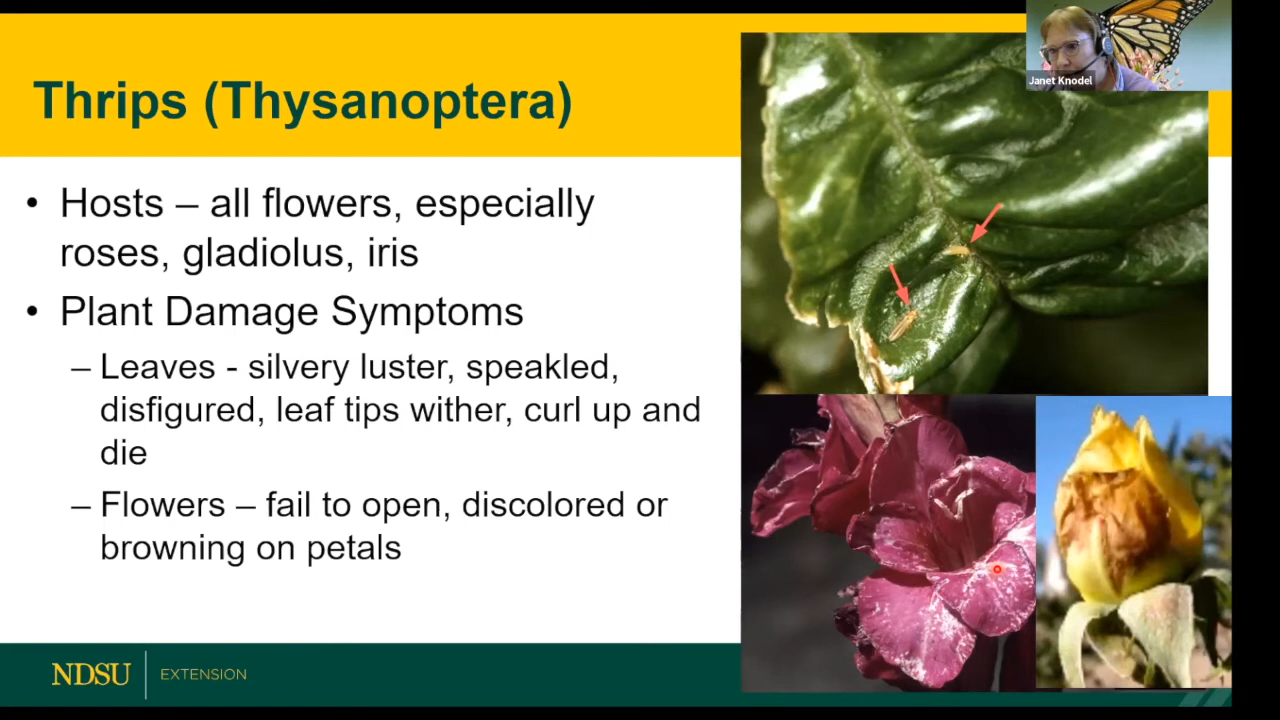 Janet Knodel
Thrips (Thysanoptera)
• Hosts – all flowers, especially
roses, gladiolus, iris
• Plant Damage Symptoms
– Leaves - silvery luster, speakled,
disfigured, leaf tips wither, curl up and
die
– Flowers – fail to open, discolored or
browning on petals
NDSU EXTENSION